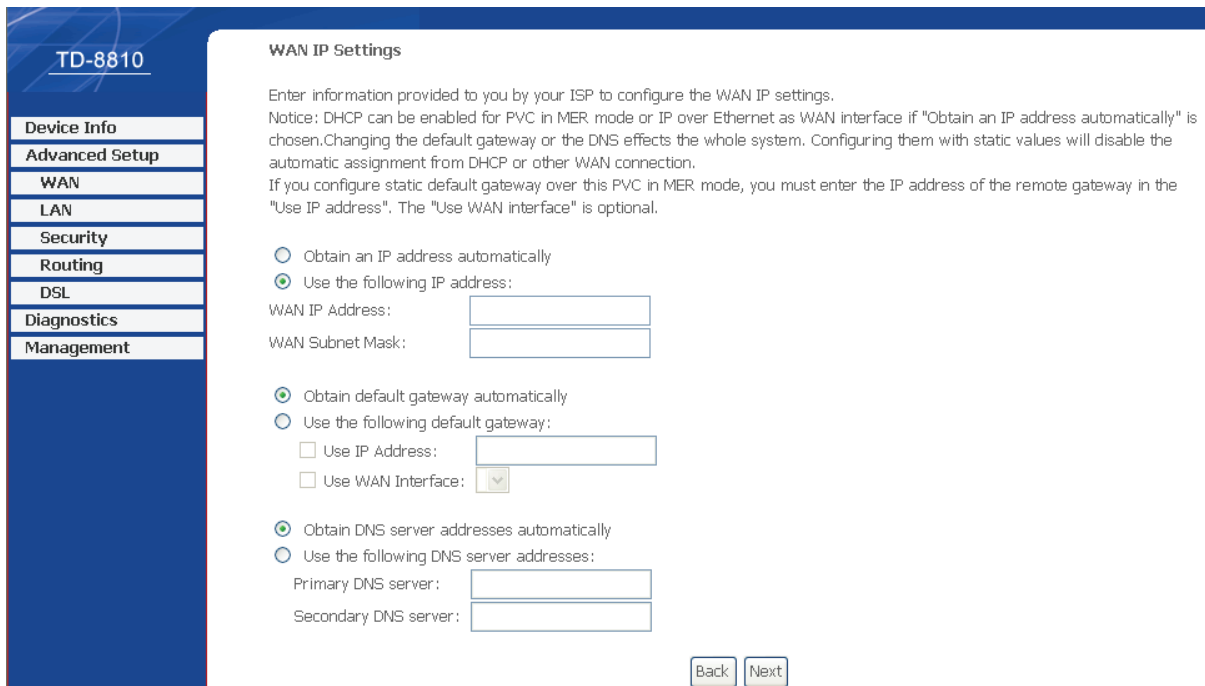 TD-8810
Device Info
Advanced Setup
WAN
LAN
Security
Routing
DSL
Diagnostics
Management
WAN IP Settings
Enter information provided to you by your ISP to configure the WAN IP settings.
Notice: DHCP can be enabled for PVC in MER mode or IP over Ethernet as WAN interface if "Obtain an IP address automatically" is
chosen.Changing the default gateway or the DNS effects the whole system. Configuring them with static values will disable the
automatic assignment from DHCP or other WAN connection.
If you configure static default gateway over this PVC in MER mode, you must enter the IP address of the remote gateway in the
"Use IP address". The "Use WAN interface" is optional.
Obtain an IP address automatically
Use the following IP address:
WAN IP Address:
WAN Subnet Mask:
Obtain default gateway automatically
Use the following default gateway:
Use IP Address:
Use WAN Interface:
Obtain DNS server addresses automatically
Use the following DNS server addresses:
Primary DNS server:
Secondary DNS server:
Back Next